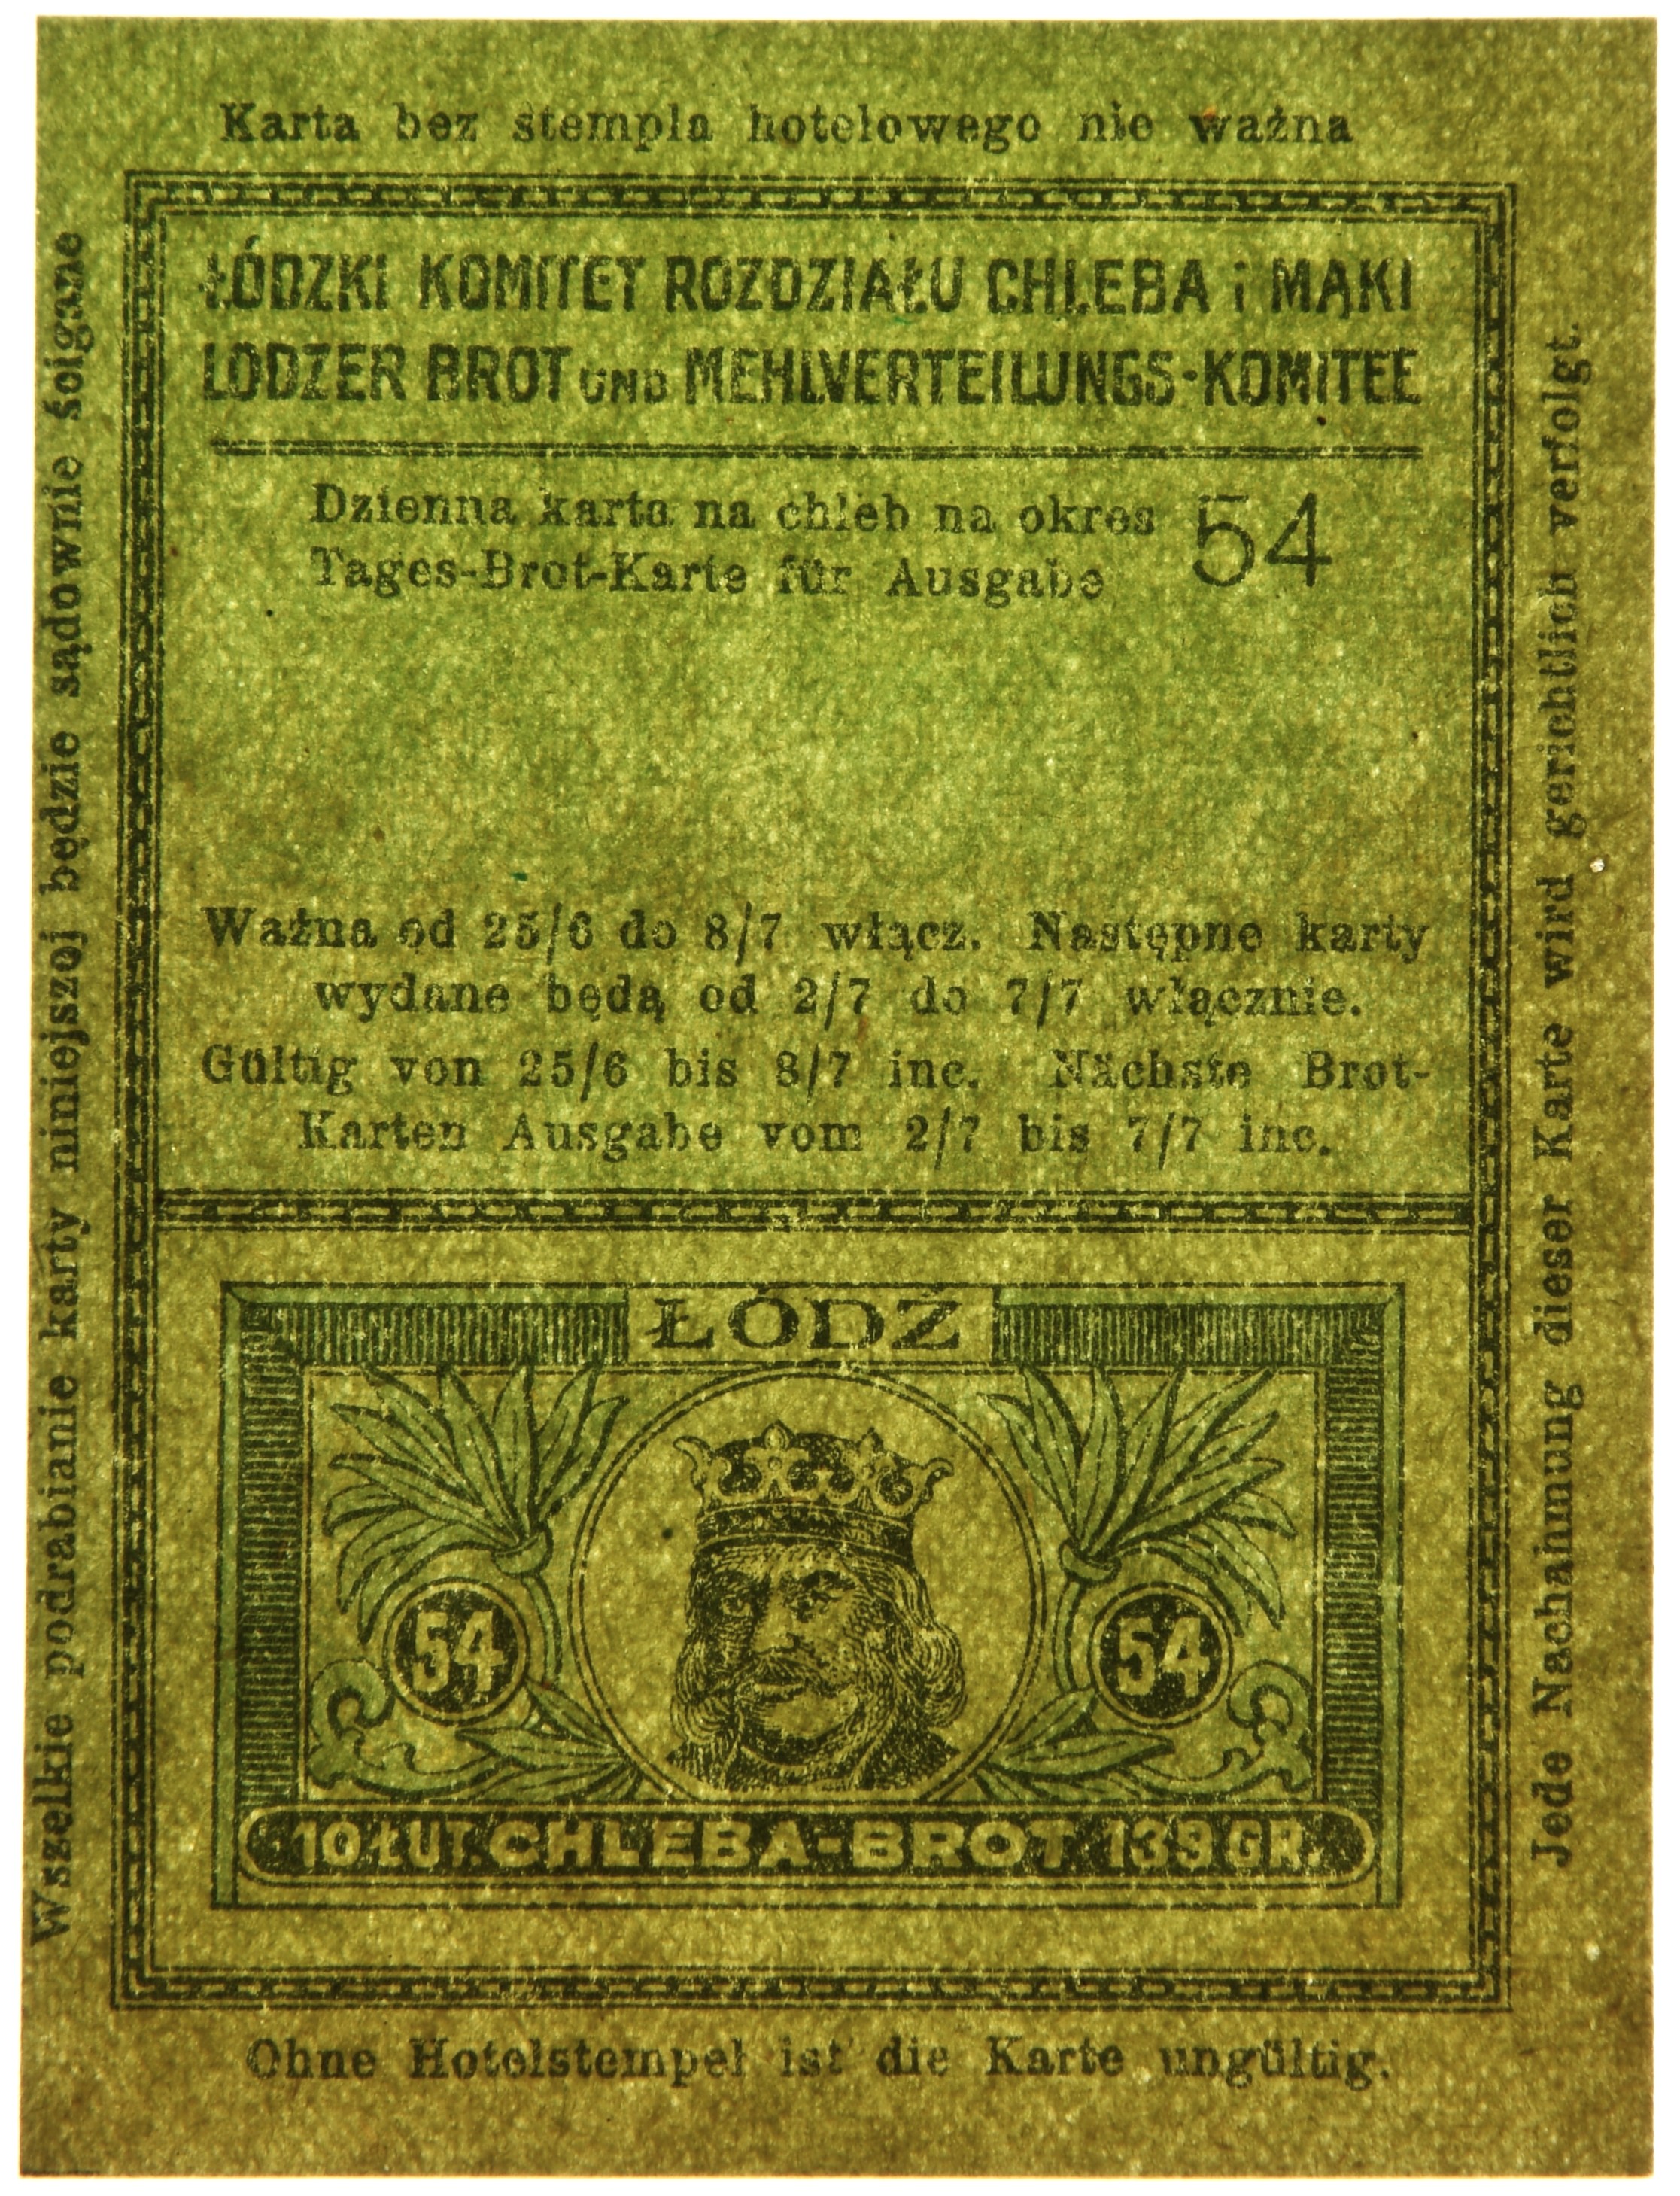 Karta bez stempla hotelowego nie ważna
ŁÓDZKI KOMITET ROZDZIAŁU CHLEBA i MĄKI
LODZER BROT UND MEHLVERTEILUNGS-KOMITEE
Dzienna karta na chleb na okres 54
Tages-Brot-Karte für Ausgabe
Ważna od 25/6 do 8/7 włącz. Następne karty
wydane będą od 2/7 do 7/7 włącznie.
Gültig von 25/6 bis 8/7 inc. Nächste Brot-
Karten Ausgabe vom 2/7 bis 7/7 inc.
ŁÓDŹ
54 54
10 ŁUT. CHLEBA-BROT 139 GR.
Ohne Hotelstempel ist die Karte ungültig.
Wszelkie podrabianie karty niniejszej będzie sądownie ścigane
Jede Nachahmung dieser Karte wird gerichtlich verfolgt.